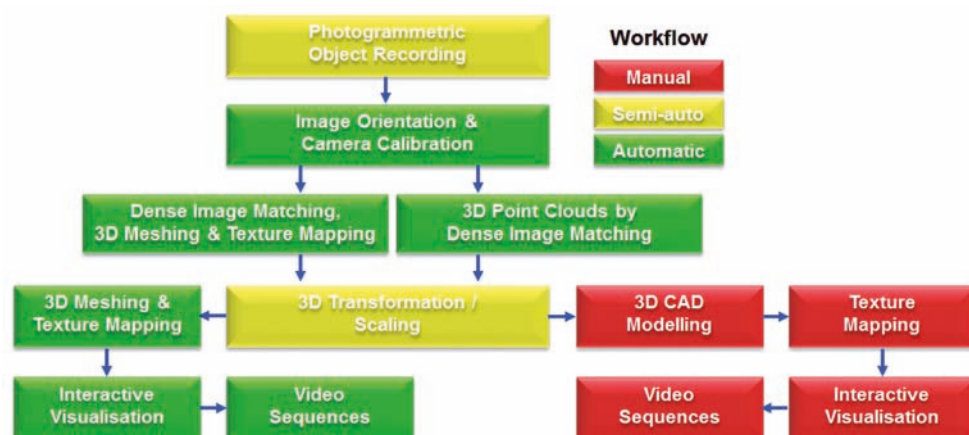 Photogrammetric
Object Recording
Workflow
Manual
Semi-auto
Automatic
Image Orientation &
Camera Calibration
Dense Image Matching,
3D Meshing & Texture Mapping
3D Point Clouds by
Dense Image Matching
3D Meshing &
Texture Mapping
3D Transformation /
Scaling
3D CAD
Modelling
Texture
Mapping
Interactive
Visualisation
Video
Sequences
Video
Sequences
Interactive
Visualisation